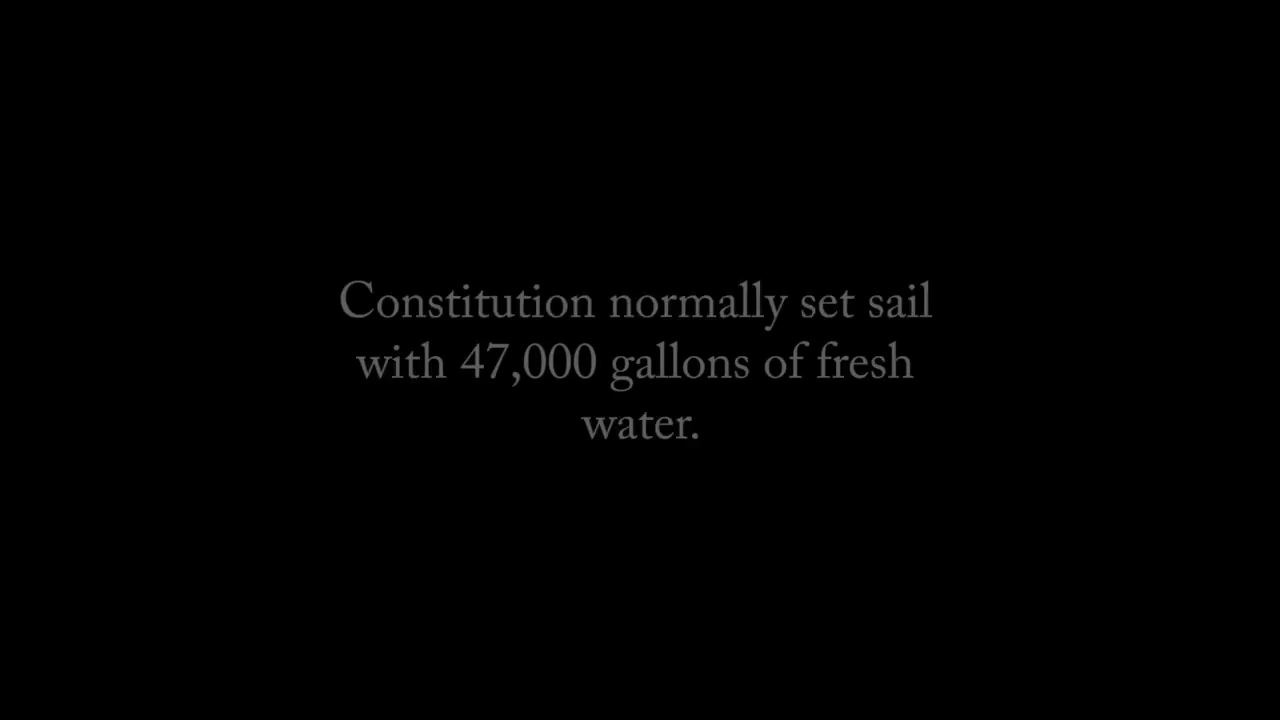 Constitution normally set sail
with 47,000 gallons of fresh
water.